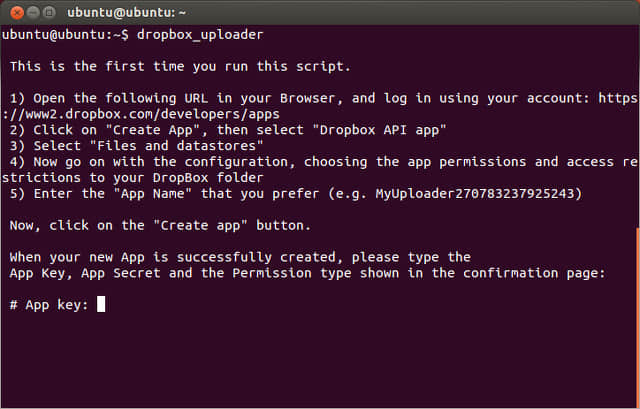 ubuntu@ubuntu: ~
ubuntu@ubuntu:~$ dropbox_uploader
This is the first time you run this script.
1) Open the following URL in your Browser, and log in using your account: https
://www2.dropbox.com/developers/apps
2) Click on "Create App", then select "Dropbox API app"
3) Select "Files and datastores"
4) Now go on with the configuration, choosing the app permissions and access re
strictions to your DropBox folder
5) Enter the "App Name" that you prefer (e.g. MyUploader270783237925243)
Now, click on the "Create app" button.
When your new App is successfully created, please type the
App Key, App Secret and the Permission type shown in the confirmation page:
# App key: